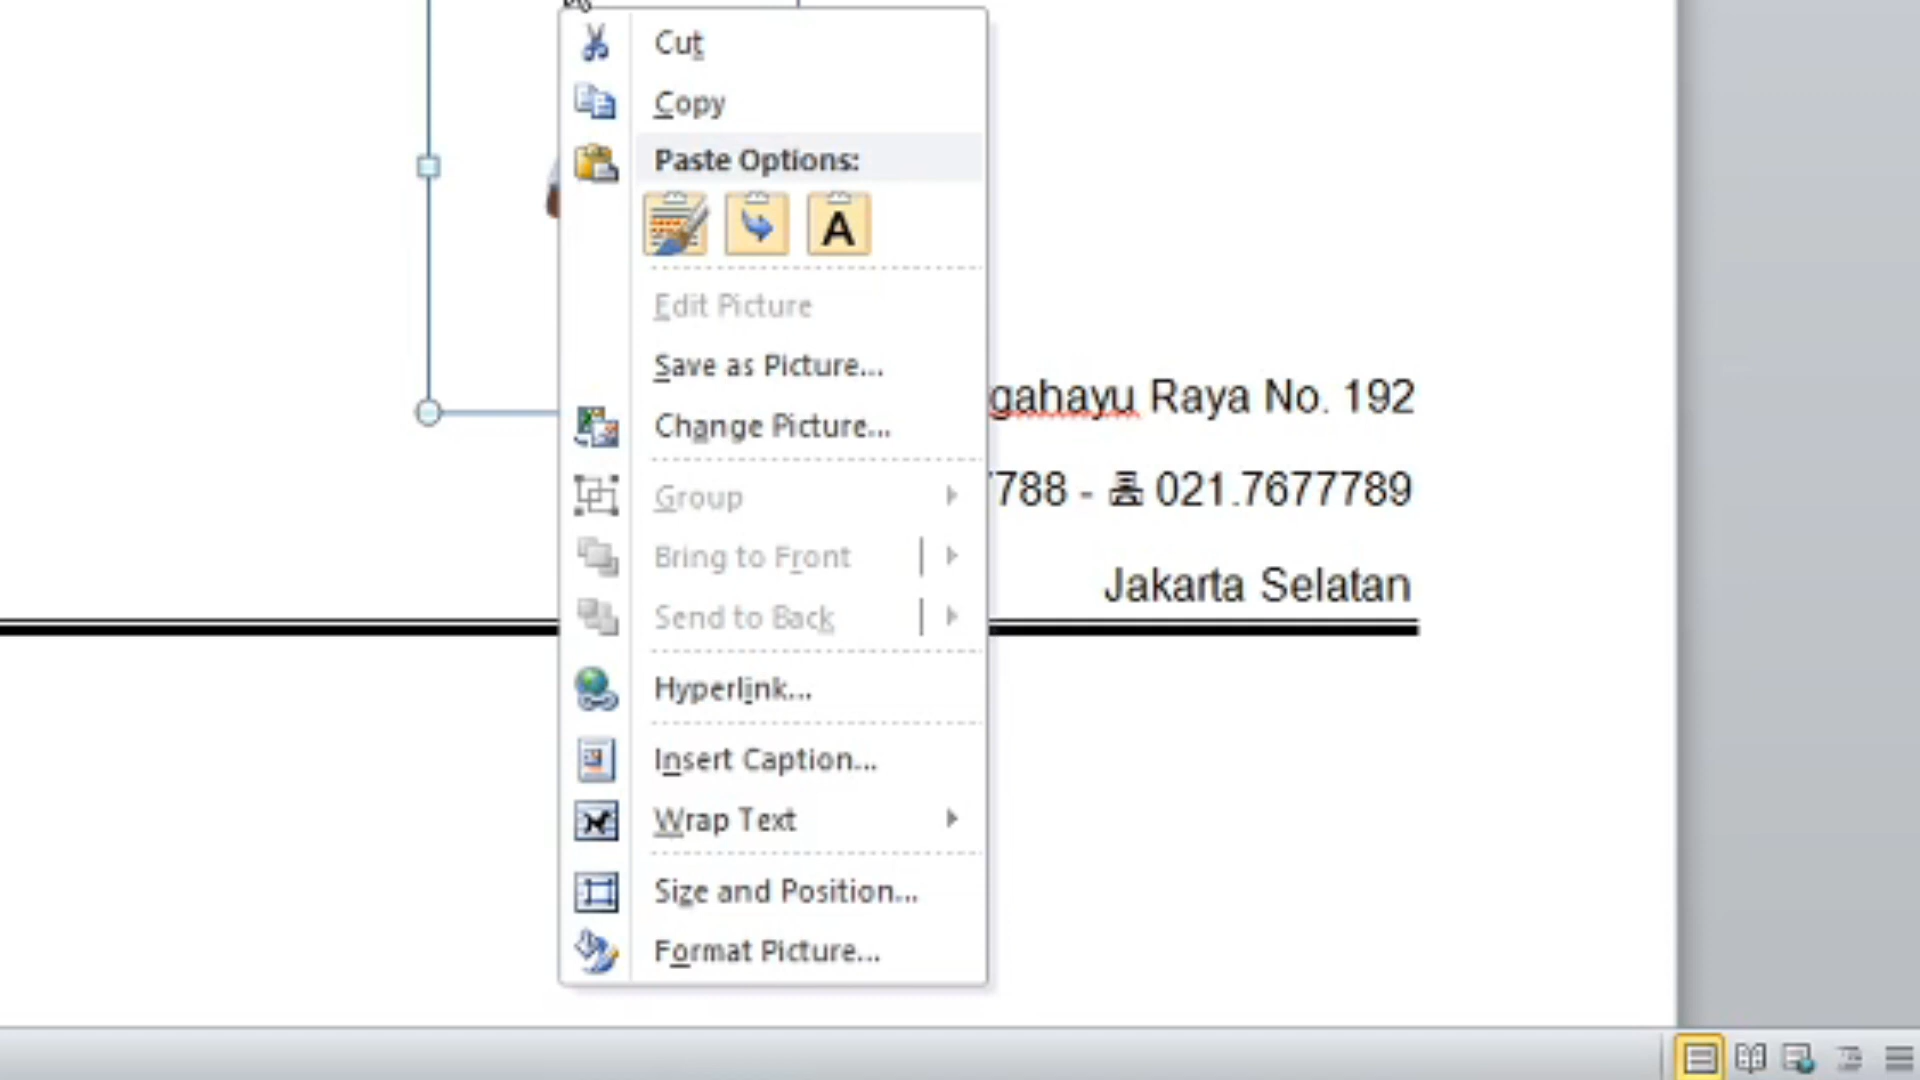 Cut
Copy
Paste Options:
A
Edit Picture
Save as Picture...
Change Picture...
gahayu Raya No. 192
Group
788 - 021.7677789
Bring to Front
Jakarta Selatan
Send to Back
Hyperlink...
Insert Caption...
Wrap Text
Size and Position...
Format Picture...